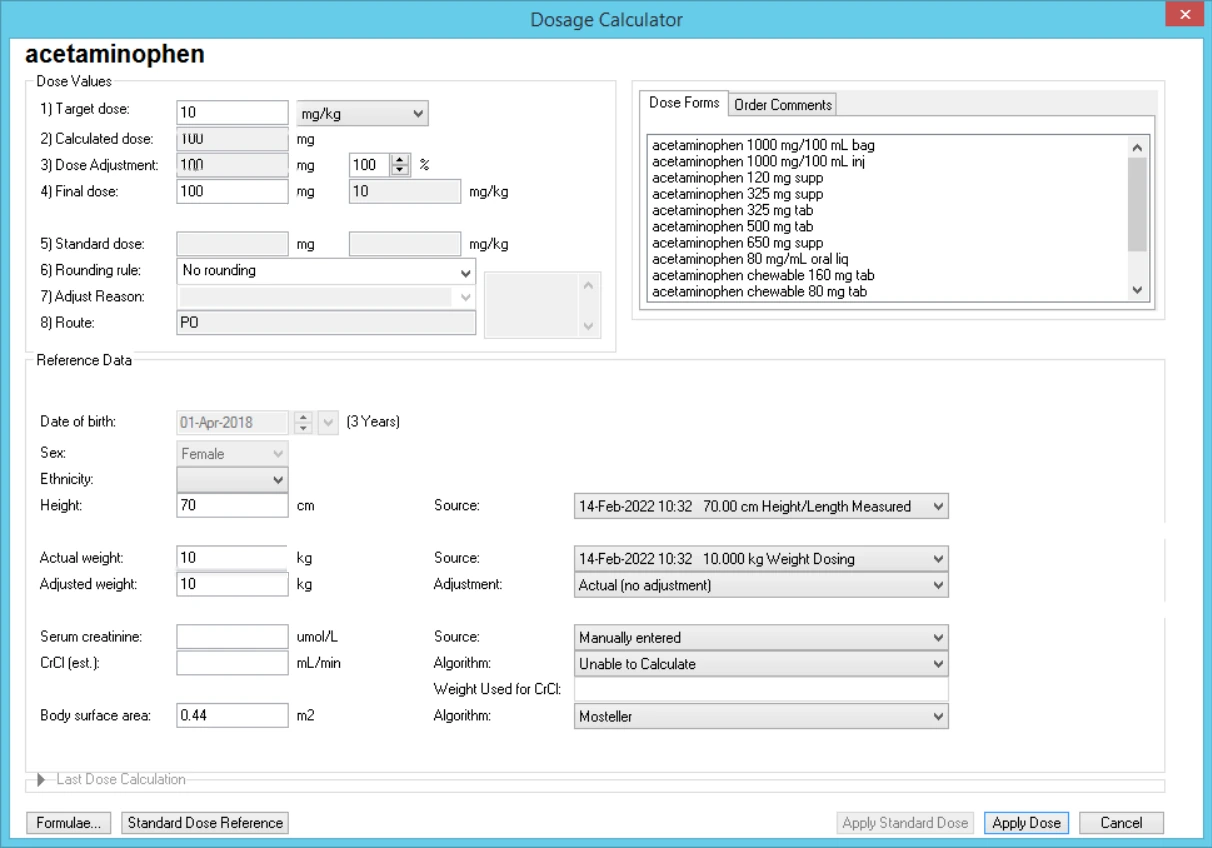 Dosage Calculator
acetaminophen
Dose Values
1) Target dose: 10 mg/kg
2) Calculated dose: 100 mg
3) Dose Adjustment: 100 mg 100 %
4) Final dose: 100 mg 10 mg/kg
5) Standard dose: mg mg/kg
6) Rounding rule: No rounding
7) Adjust Reason:
8) Route: PO
Dose Forms Order Comments
acetaminophen 1000 mg/100 mL bag
acetaminophen 1000 mg/100 mL inj
acetaminophen 120 mg supp
acetaminophen 325 mg supp
acetaminophen 325 mg tab
acetaminophen 500 mg tab
acetaminophen 650 mg supp
acetaminophen 80 mg/mL oral liq
acetaminophen chewable 160 mg tab
acetaminophen chewable 80 mg tab
Reference Data
Date of birth: 01-Apr-2018 (3 Years)
Sex: Female
Ethnicity:
Height: 70 cm Source: 14-Feb-2022 10:32 70.00 cm Height/Length Measured
Actual weight: 10 kg Source: 14-Feb-2022 10:32 10.000 kg Weight Dosing
Adjusted weight: 10 kg Adjustment: Actual (no adjustment)
Serum creatinine: umol/L Source: Manually entered
CrCl (est.): mL/min Algorithm: Unable to Calculate
Weight Used for CrCl:
Body surface area: 0.44 m2 Algorithm: Mosteller
Last Dose Calculation
Formulae... Standard Dose Reference Apply Standard Dose Apply Dose Cancel